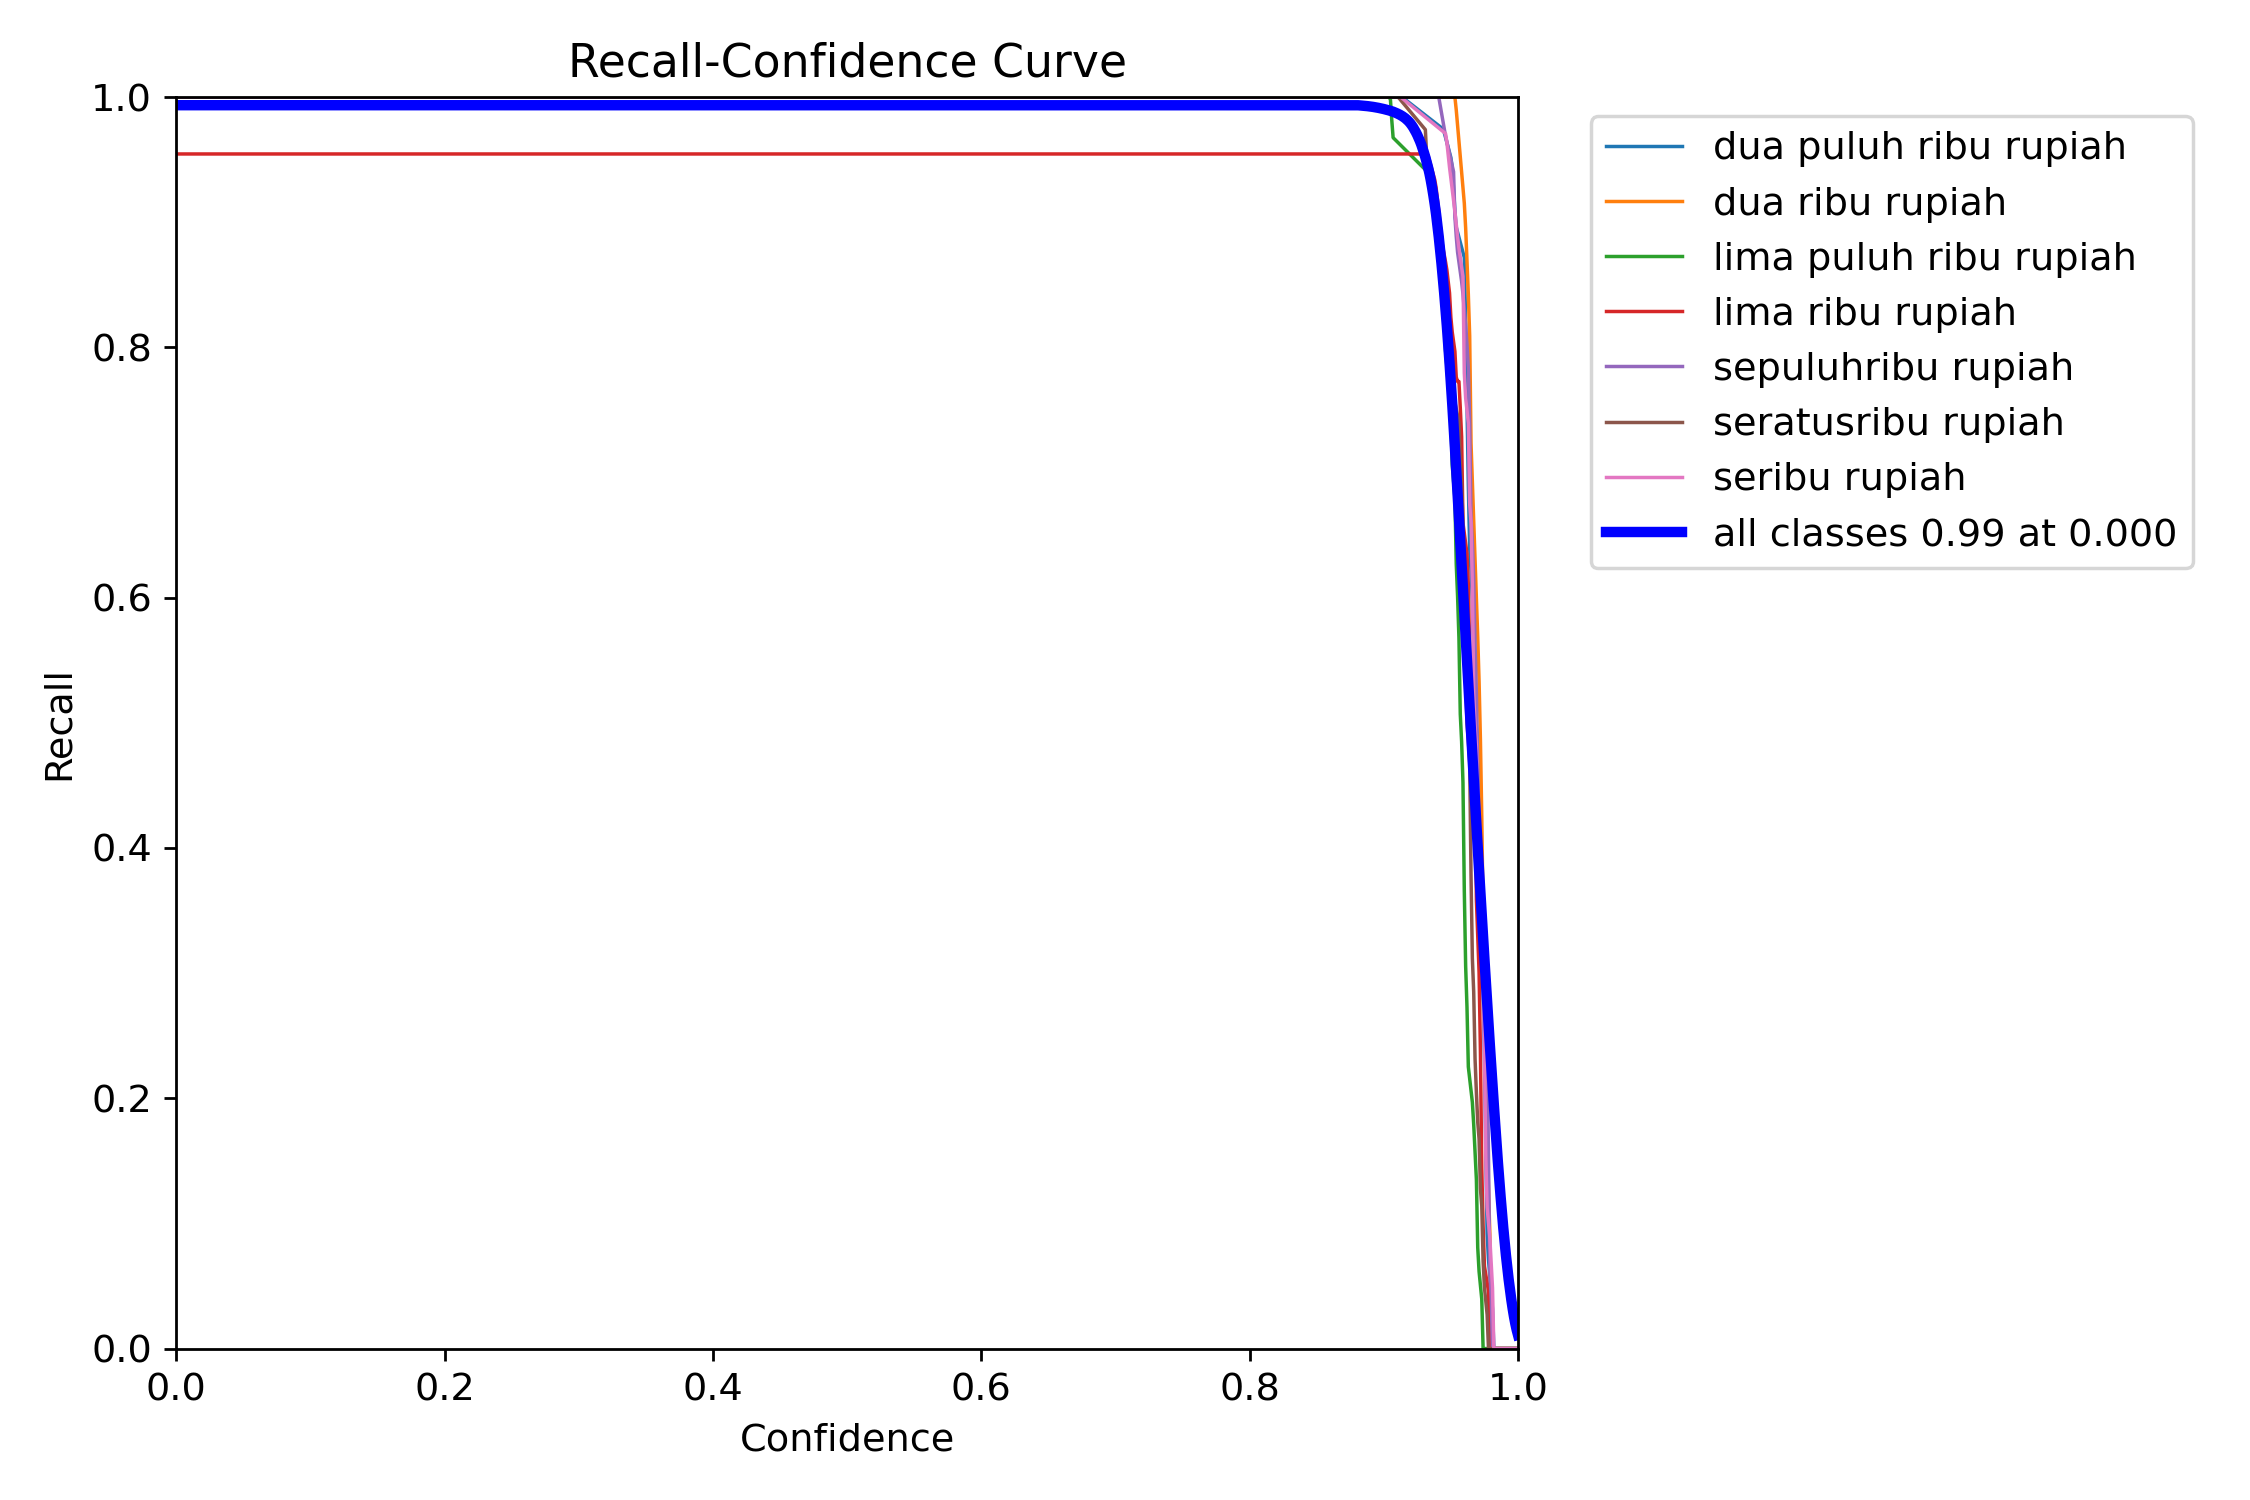 Recall-Confidence Curve
1.0
0.8
0.6
0.4
0.2
0.0
Recall
0.0 0.2 0.4 0.6 0.8 1.0
Confidence
dua puluh ribu rupiah
dua ribu rupiah
lima puluh ribu rupiah
lima ribu rupiah
sepuluhribu rupiah
seratusribu rupiah
seribu rupiah
all classes 0.99 at 0.000